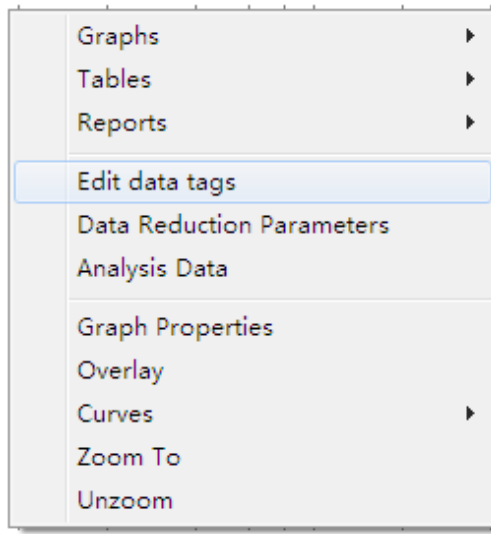 Graphs
Tables
Reports
Edit data tags
Data Reduction Parameters
Analysis Data
Graph Properties
Overlay
Curves
Zoom To
Unzoom